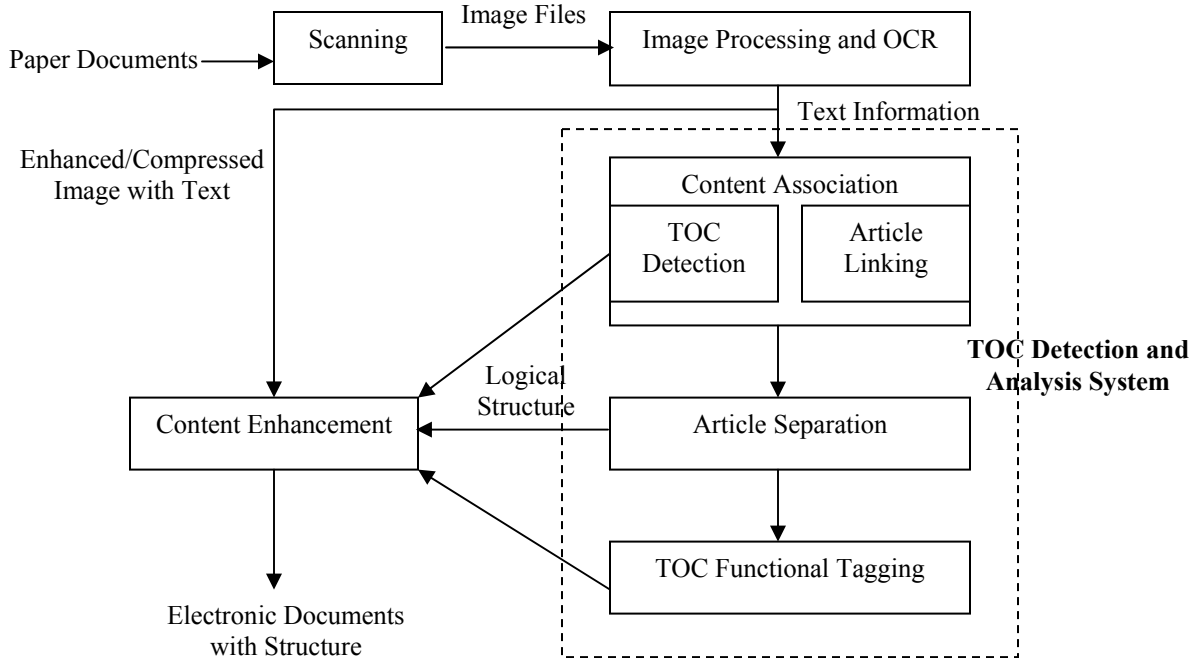 Image Files
Scanning
Image Processing and OCR
Paper Documents
Text Information
Enhanced/Compressed
Image with Text
Content Association
TOC
Detection
Article
Linking
TOC Detection and
Analysis System
Logical
Structure
Content Enhancement
Article Separation
TOC Functional Tagging
Electronic Documents
with Structure